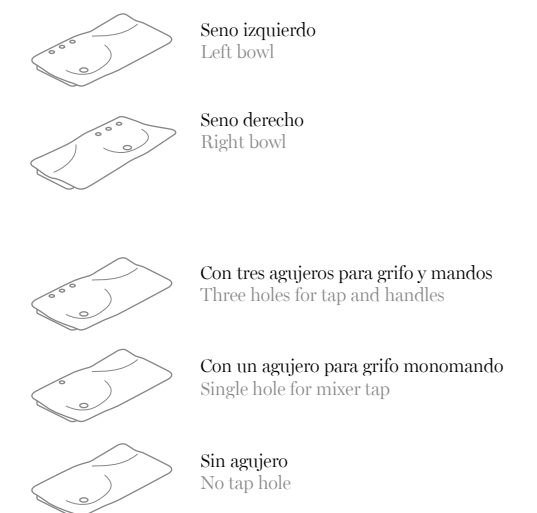 Seno izquierdo
Left bowl
Seno derecho
Right bowl
Con tres agujeros para grifo y mandos
Three holes for tap and handles
Con un agujero para grifo monomando
Single hole for mixer tap
Sin agujero
No tap hole